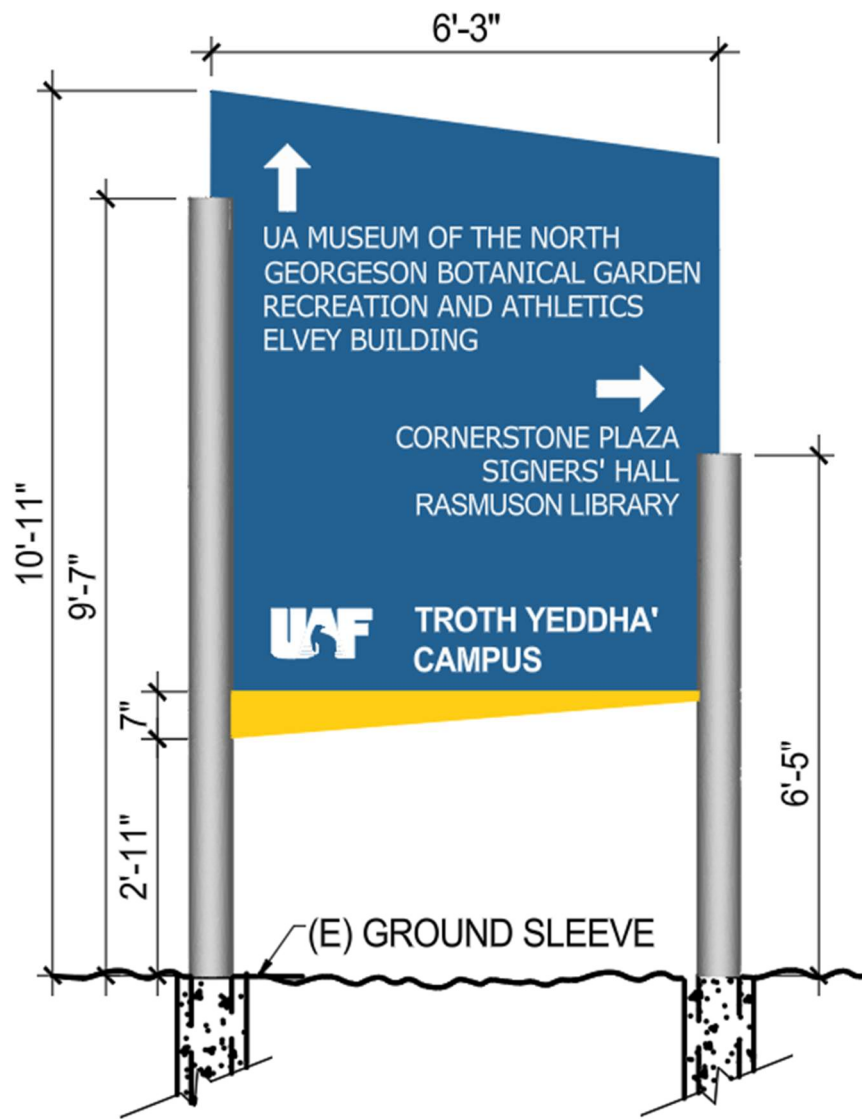 6'-3"
10'-11"
9'-7"
7"
2'-11"
6'-5"
UA MUSEUM OF THE NORTH
GEORGESON BOTANICAL GARDEN
RECREATION AND ATHLETICS
ELVEY BUILDING
CORNERSTONE PLAZA
SIGNERS' HALL
RASMUSON LIBRARY
UAF
TROTH YEDDHA'
CAMPUS
(E) GROUND SLEEVE